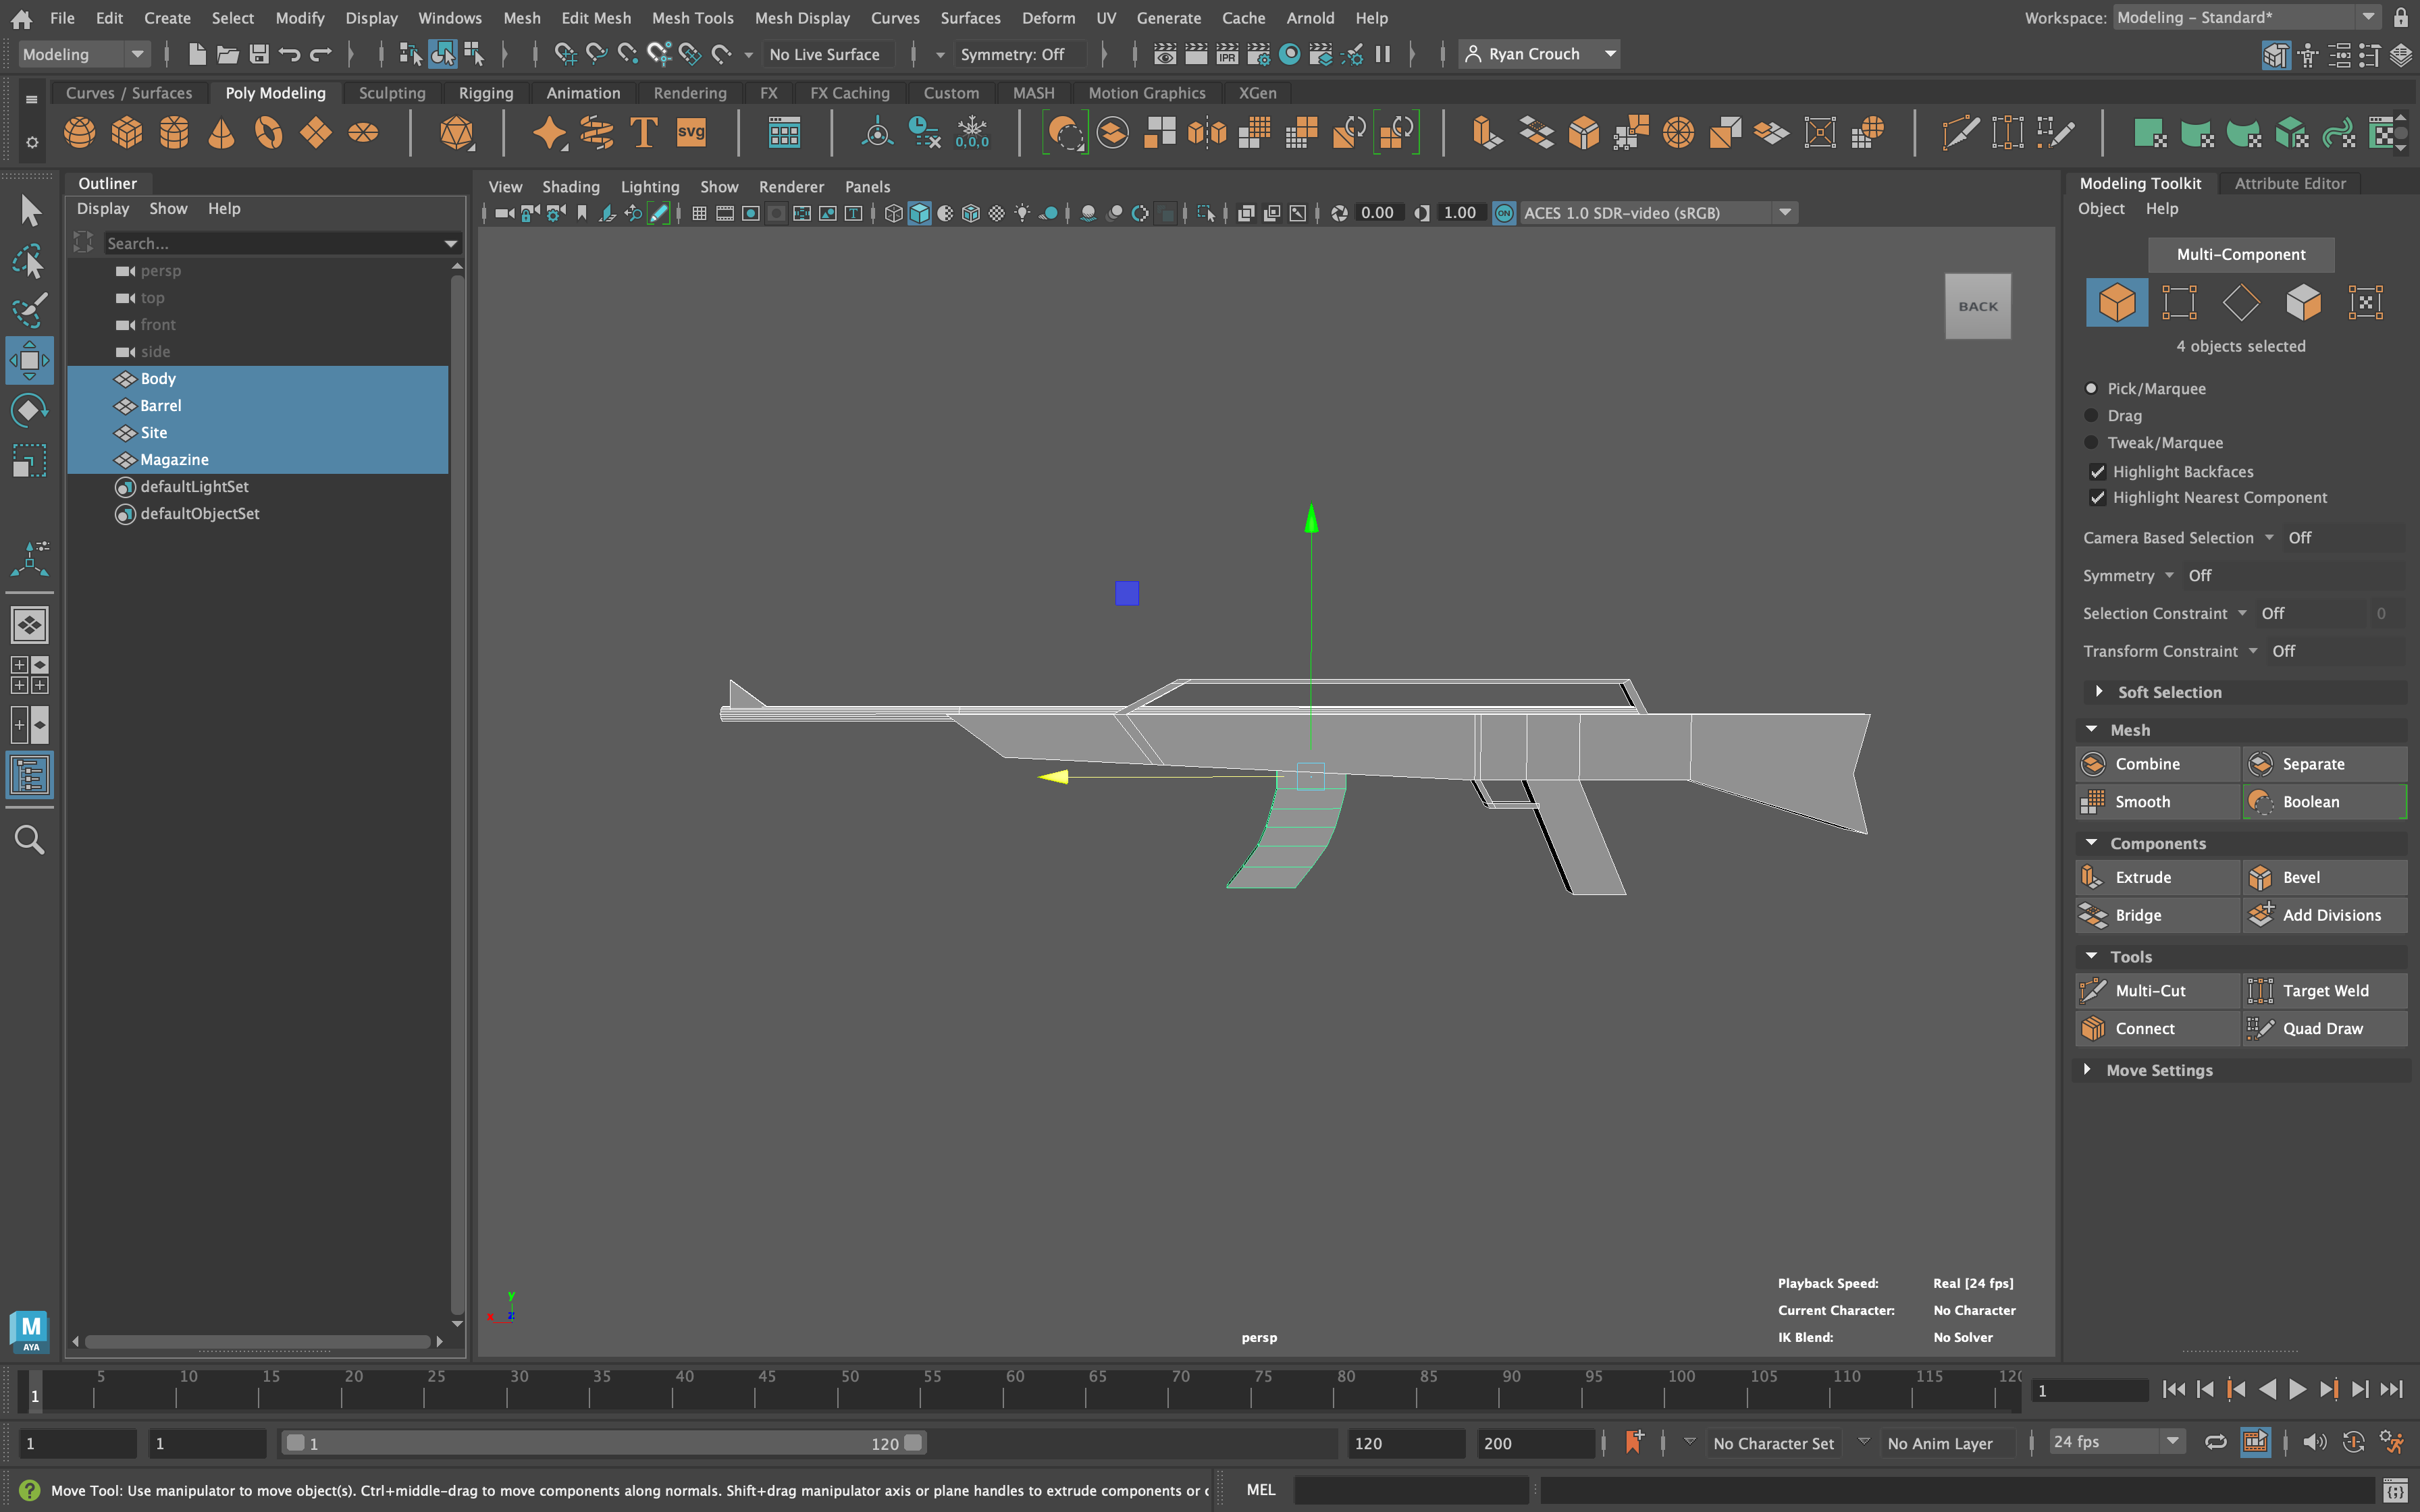 File Edit Create Select Modify Display Windows Mesh Edit Mesh Mesh Tools Mesh Display Curves Surfaces Deform UV Generate Cache Arnold Help Workspace: Modeling - Standard*
Modeling No Live Surface Symmetry: Off IPR Ryan Crouch
Curves / Surfaces Poly Modeling Sculpting Rigging Animation Rendering FX FX Caching Custom MASH Motion Graphics XGen
T svg 0,0,0
Outliner
Display Show Help
Search...
persp
top
front
side
Body
Barrel
Site
Magazine
defaultLightSet
defaultObjectSet
View Shading Lighting Show Renderer Panels
0.00 1.00 ON ACES 1.0 SDR-video (sRGB)
BACK
y
x z
persp
Playback Speed: Real [24 fps]
Current Character: No Character
IK Blend: No Solver
Modeling Toolkit Attribute Editor
Object Help
Multi-Component
4 objects selected
Pick/Marquee
Drag
Tweak/Marquee
Highlight Backfaces
Highlight Nearest Component
Camera Based Selection Off
Symmetry Off
Selection Constraint Off 0
Transform Constraint Off
Soft Selection
Mesh
Combine Separate
Smooth Boolean
Components
Extrude Bevel
Bridge Add Divisions
Tools
Multi-Cut Target Weld
Connect Quad Draw
Move Settings
M
AYA
1 5 10 15 20 25 30 35 40 45 50 55 60 65 70 75 80 85 90 95 100 105 110 115 120 1
1 1 1 120 120 200 No Character Set No Anim Layer 24 fps
Move Tool: Use manipulator to move object(s). Ctrl+middle-drag to move components along normals. Shift+drag manipulator axis or plane handles to extrude components or MEL